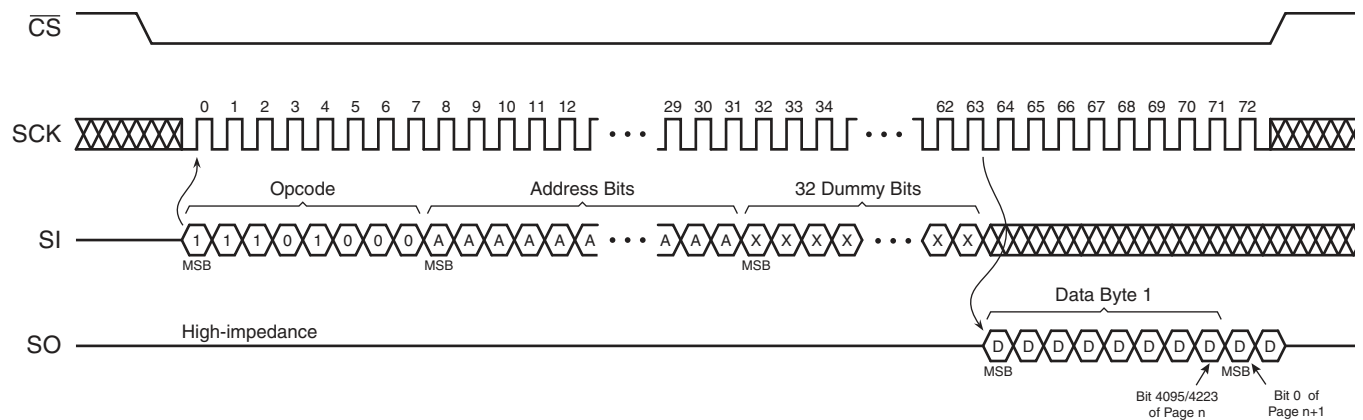 CS
0 1 2 3 4 5 6 7 8 9 10 11 12 29 30 31 32 33 34 62 63 64 65 66 67 68 69 70 71 72
SCK
Opcode Address Bits 32 Dummy Bits
SI 1 1 1 0 1 0 0 0 A A A A A A A A A X X X X X X
MSB MSB MSB
Data Byte 1
High-impedance
SO D D D D D D D D D D
MSB MSB
Bit 4095/4223 Bit 0 of
of Page n Page n+1